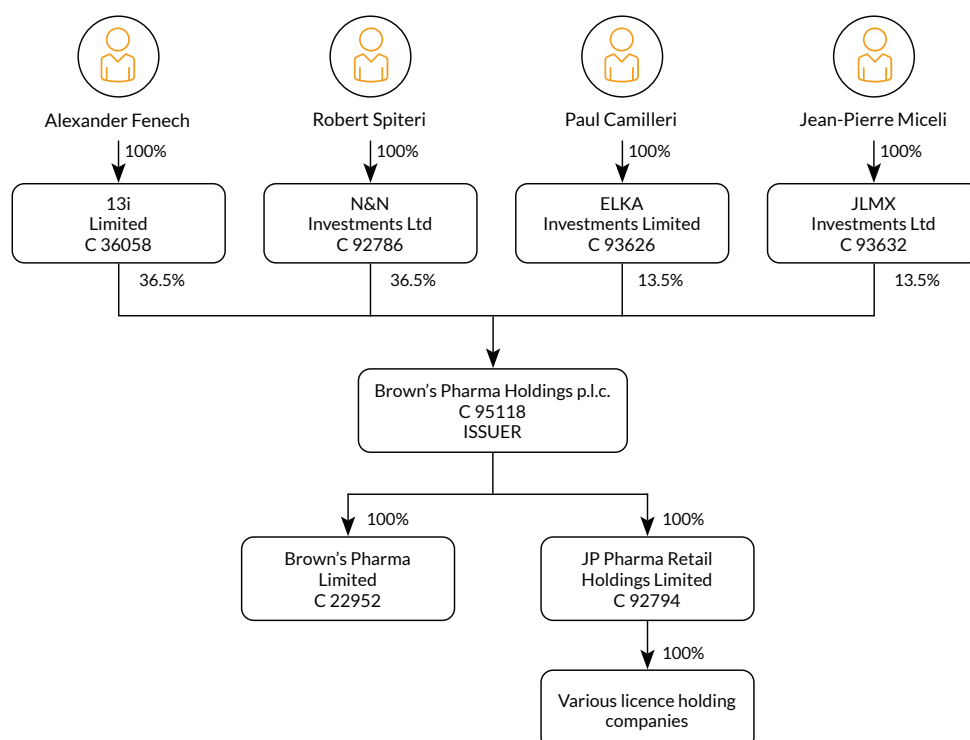 Alexander Fenech
Robert Spiteri
Paul Camilleri
Jean-Pierre Miceli
100%
100%
100%
100%
13i
Limited
C 36058
N&N
Investments Ltd
C 92786
ELKA
Investments Limited
C 93626
JLMX
Investments Ltd
C 93632
36.5%
36.5%
13.5%
13.5%
Brown’s Pharma Holdings p.l.c.
C 95118
ISSUER
100%
100%
Brown’s Pharma
Limited
C 22952
JP Pharma Retail
Holdings Limited
C 92794
100%
Various licence holding
companies